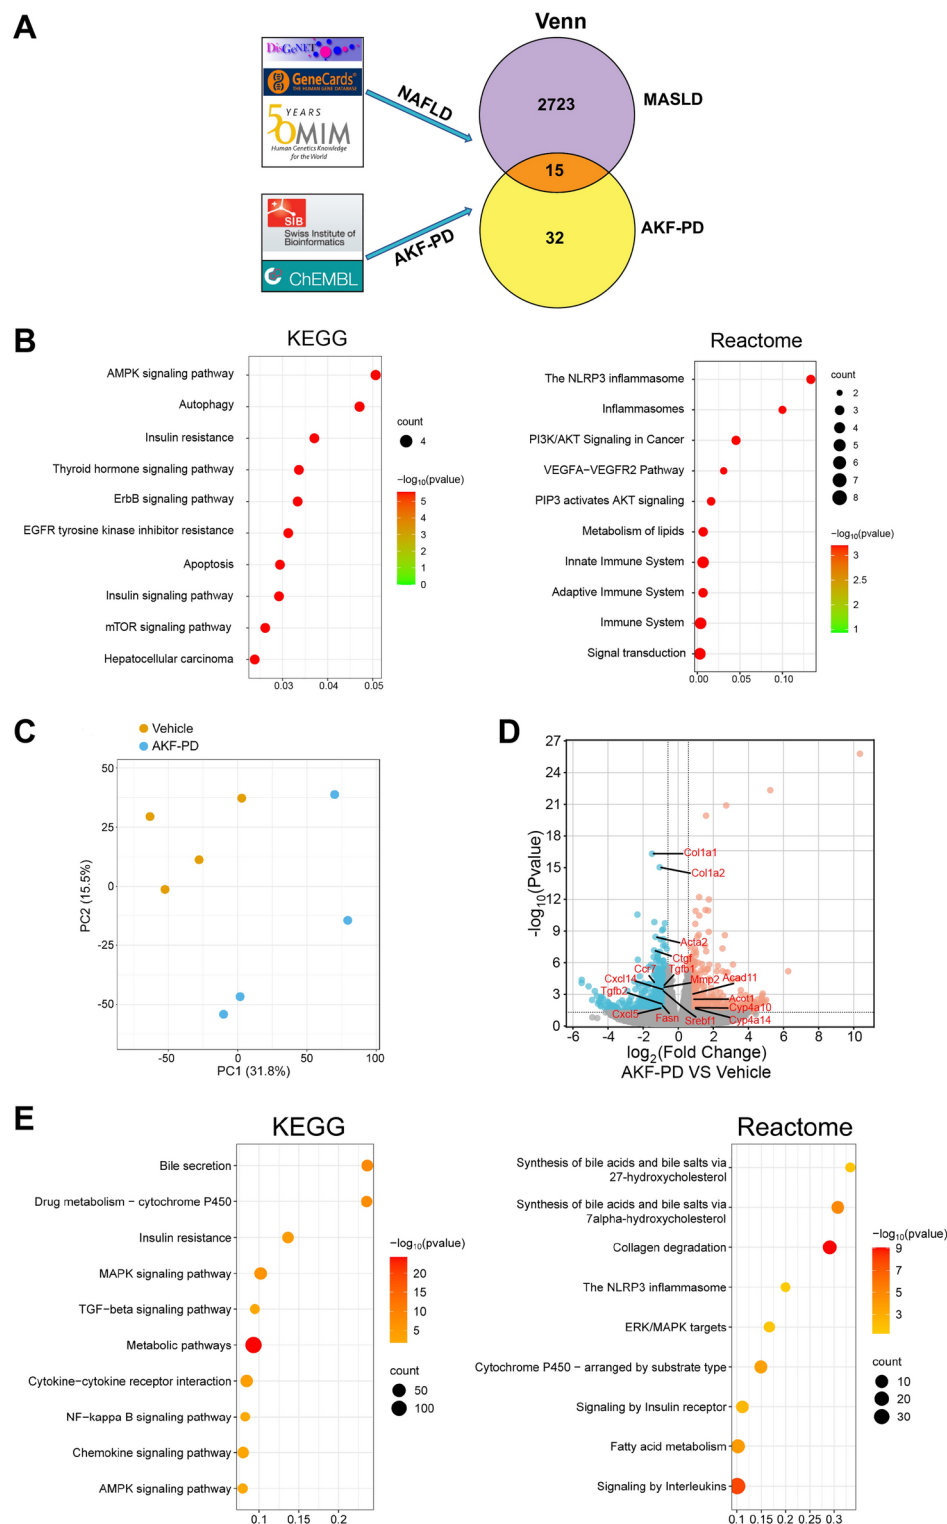 A
Venn
DisGeNET
GeneCards®
THE HUMAN GENE DATABASE
50 YEARS
OMIM
Human Genetics Knowledge
for the World
NAFLD
2723
MASLD
15
SIB
Swiss Institute of
Bioinformatics
ChEMBL
AKF-PD
32
AKF-PD
B
KEGG
AMPK signaling pathway
Autophagy
Insulin resistance
Thyroid hormone signaling pathway
ErbB signaling pathway
EGFR tyrosine kinase inhibitor resistance
Apoptosis
Insulin signaling pathway
mTOR signaling pathway
Hepatocellular carcinoma
0.03 0.04 0.05
count
4
−log10(pvalue)
5
4
3
2
1
0
Reactome
The NLRP3 inflammasome
Inflammasomes
PI3K/AKT Signaling in Cancer
VEGFA−VEGFR2 Pathway
PIP3 activates AKT signaling
Metabolism of lipids
Innate Immune System
Adaptive Immune System
Immune System
Signal transduction
0.00 0.05 0.10
count
2
3
4
5
6
7
8
−log10(pvalue)
3
2.5
2
1
C
Vehicle
AKF-PD
50
25
0
-25
-50
PC2 (15.5%)
-50 0 50 100
PC1 (31.8%)
D
27
24
21
18
15
12
9
6
3
0
-log10(Pvalue)
Col1a1
Col1a2
Acta2
Ctgf
Ccr7
Tgfb1
Cxcl14
Mmp2
Acad11
Tgfb2
Acot1
Cyp4a10
Cxcl5
Fasn
Srebf1
Cyp4a14
-6 -4 -2 0 2 4 6 8 10
log2(Fold Change)
AKF-PD VS Vehicle
E
KEGG
Bile secretion
Drug metabolism − cytochrome P450
Insulin resistance
MAPK signaling pathway
TGF−beta signaling pathway
Metabolic pathways
Cytokine−cytokine receptor interaction
NF−kappa B signaling pathway
Chemokine signaling pathway
AMPK signaling pathway
0.1 0.15 0.2
−log10(pvalue)
20
15
10
5
count
50
100
Reactome
Synthesis of bile acids and bile salts via
27-hydroxycholesterol
Synthesis of bile acids and bile salts via
7alpha-hydroxycholesterol
Collagen degradation
The NLRP3 inflammasome
ERK/MAPK targets
Cytochrome P450 − arranged by substrate type
Signaling by Insulin receptor
Fatty acid metabolism
Signaling by Interleukins
0.1 0.15 0.2 0.25 0.3
−log10(pvalue)
9
7
5
3
count
10
20
30